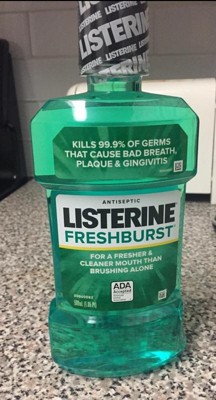 LISTERINE
KILLS 99.9% OF GERMS
THAT CAUSE BAD BREATH,
PLAQUE & GINGIVITIS
ANTISEPTIC
LISTERINE
FRESHBURST
FOR A FRESHER &
CLEANER MOUTH THAN
BRUSHING ALONE
ADA
Accepted